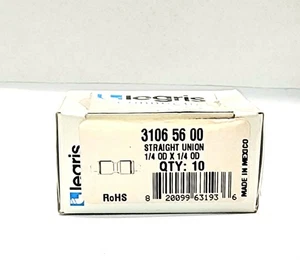 legris
3106 56 00
STRAIGHT UNION
1/4 OD X 1/4 OD
QTY: 10
RoHS
8 20099 63193 6
MADE IN MEXICO
legris